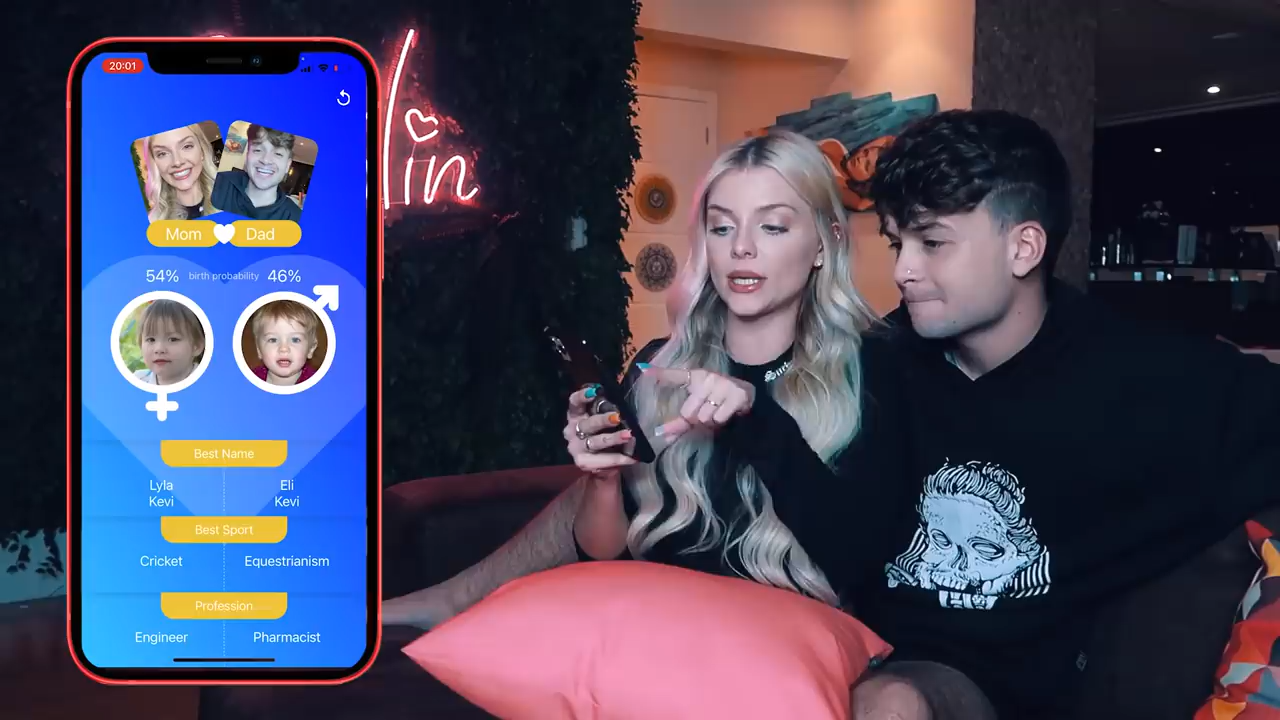 20:01
Mom Dad
54% birth probability 46%
Best Name
Lyla Eli
Kevi Kevi
Best Sport
Cricket Equestrianism
Profession
Engineer Pharmacist
lin